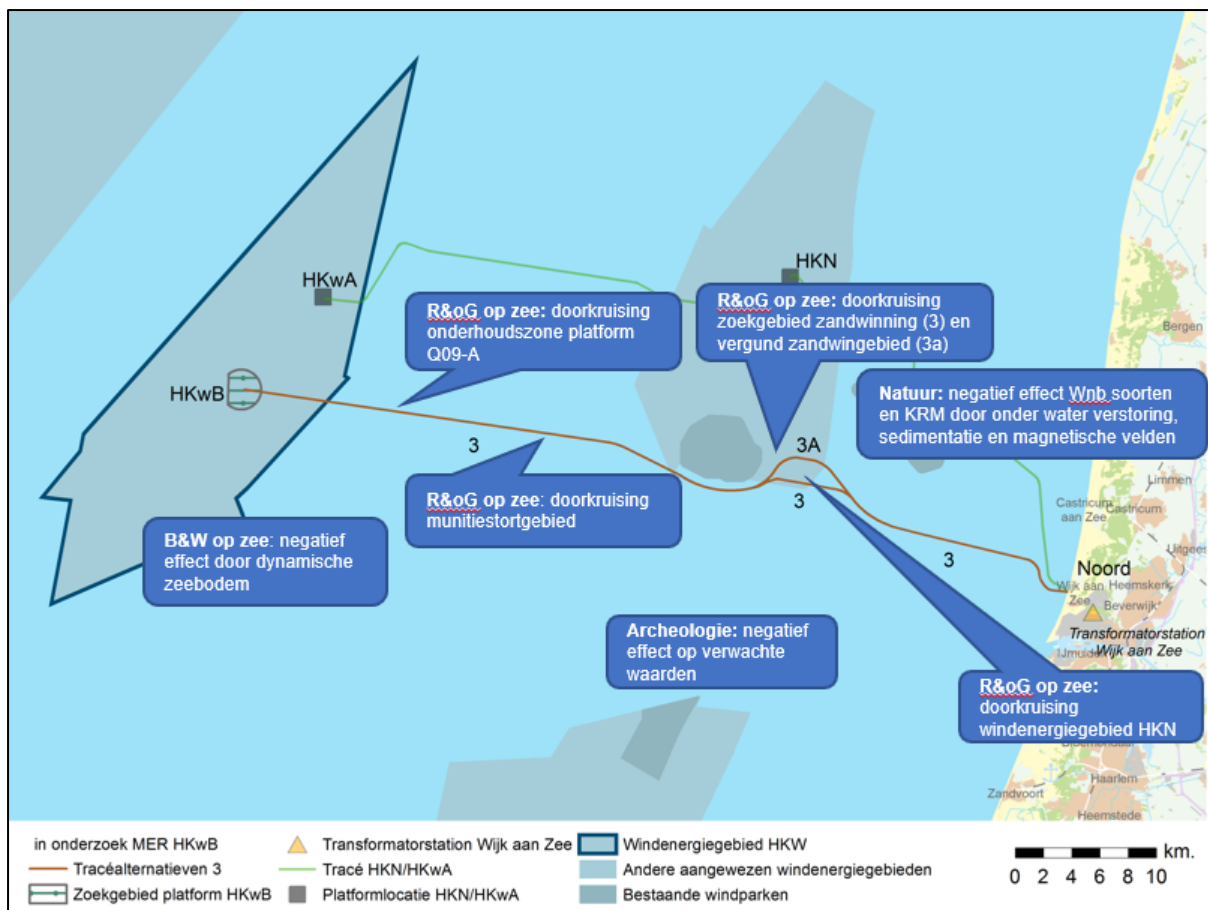 HKwA
HKN
R&oG op zee: doorkruising
onderhoudszone platform
Q09-A
R&oG op zee: doorkruising
zoekgebied zandwinning (3) en
vergund zandwingebied (3a)
Bergen
HKwB
Natuur: negatief effect Wnb soorten
en KRM door onder water verstoring,
sedimentatie en magnetische velden
3
3A
3
R&oG op zee: doorkruising
munitiestortgebied
Limmen
Castricum
aan Zee
Castricum
B&W op zee: negatief
effect door dynamische
zeebodem
3
Uitgees
Noord
Wijk aan
Zee
Heemskerk
Beverwijk
Transformatorstation
Wijk aan Zee
IJmuiden
Archeologie: negatief
effect op verwachte
waarden
R&oG op zee:
doorkruising
windenergiegebied HKN
Bloemendaal
Haarlem
Zandvoort
Heemstede
in onderzoek MER HKwB
Tracéalternatieven 3
Zoekgebied platform HKwB
Transformatorstation Wijk aan Zee
Tracé HKN/HKwA
Platformlocatie HKN/HKwA
Windenergiegebied HKW
Andere aangewezen windenergiegebieden
Bestaande windparken
km.
0 2 4 6 8 10